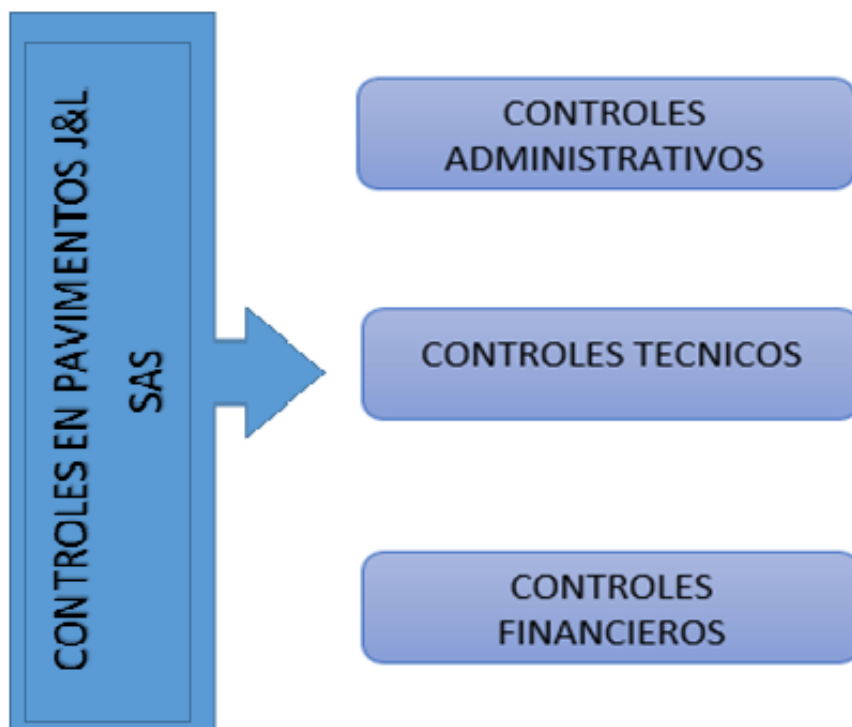 CONTROLES EN PAVIMENTOS J&L
SAS
CONTROLES
ADMINISTRATIVOS
CONTROLES TECNICOS
CONTROLES
FINANCIEROS